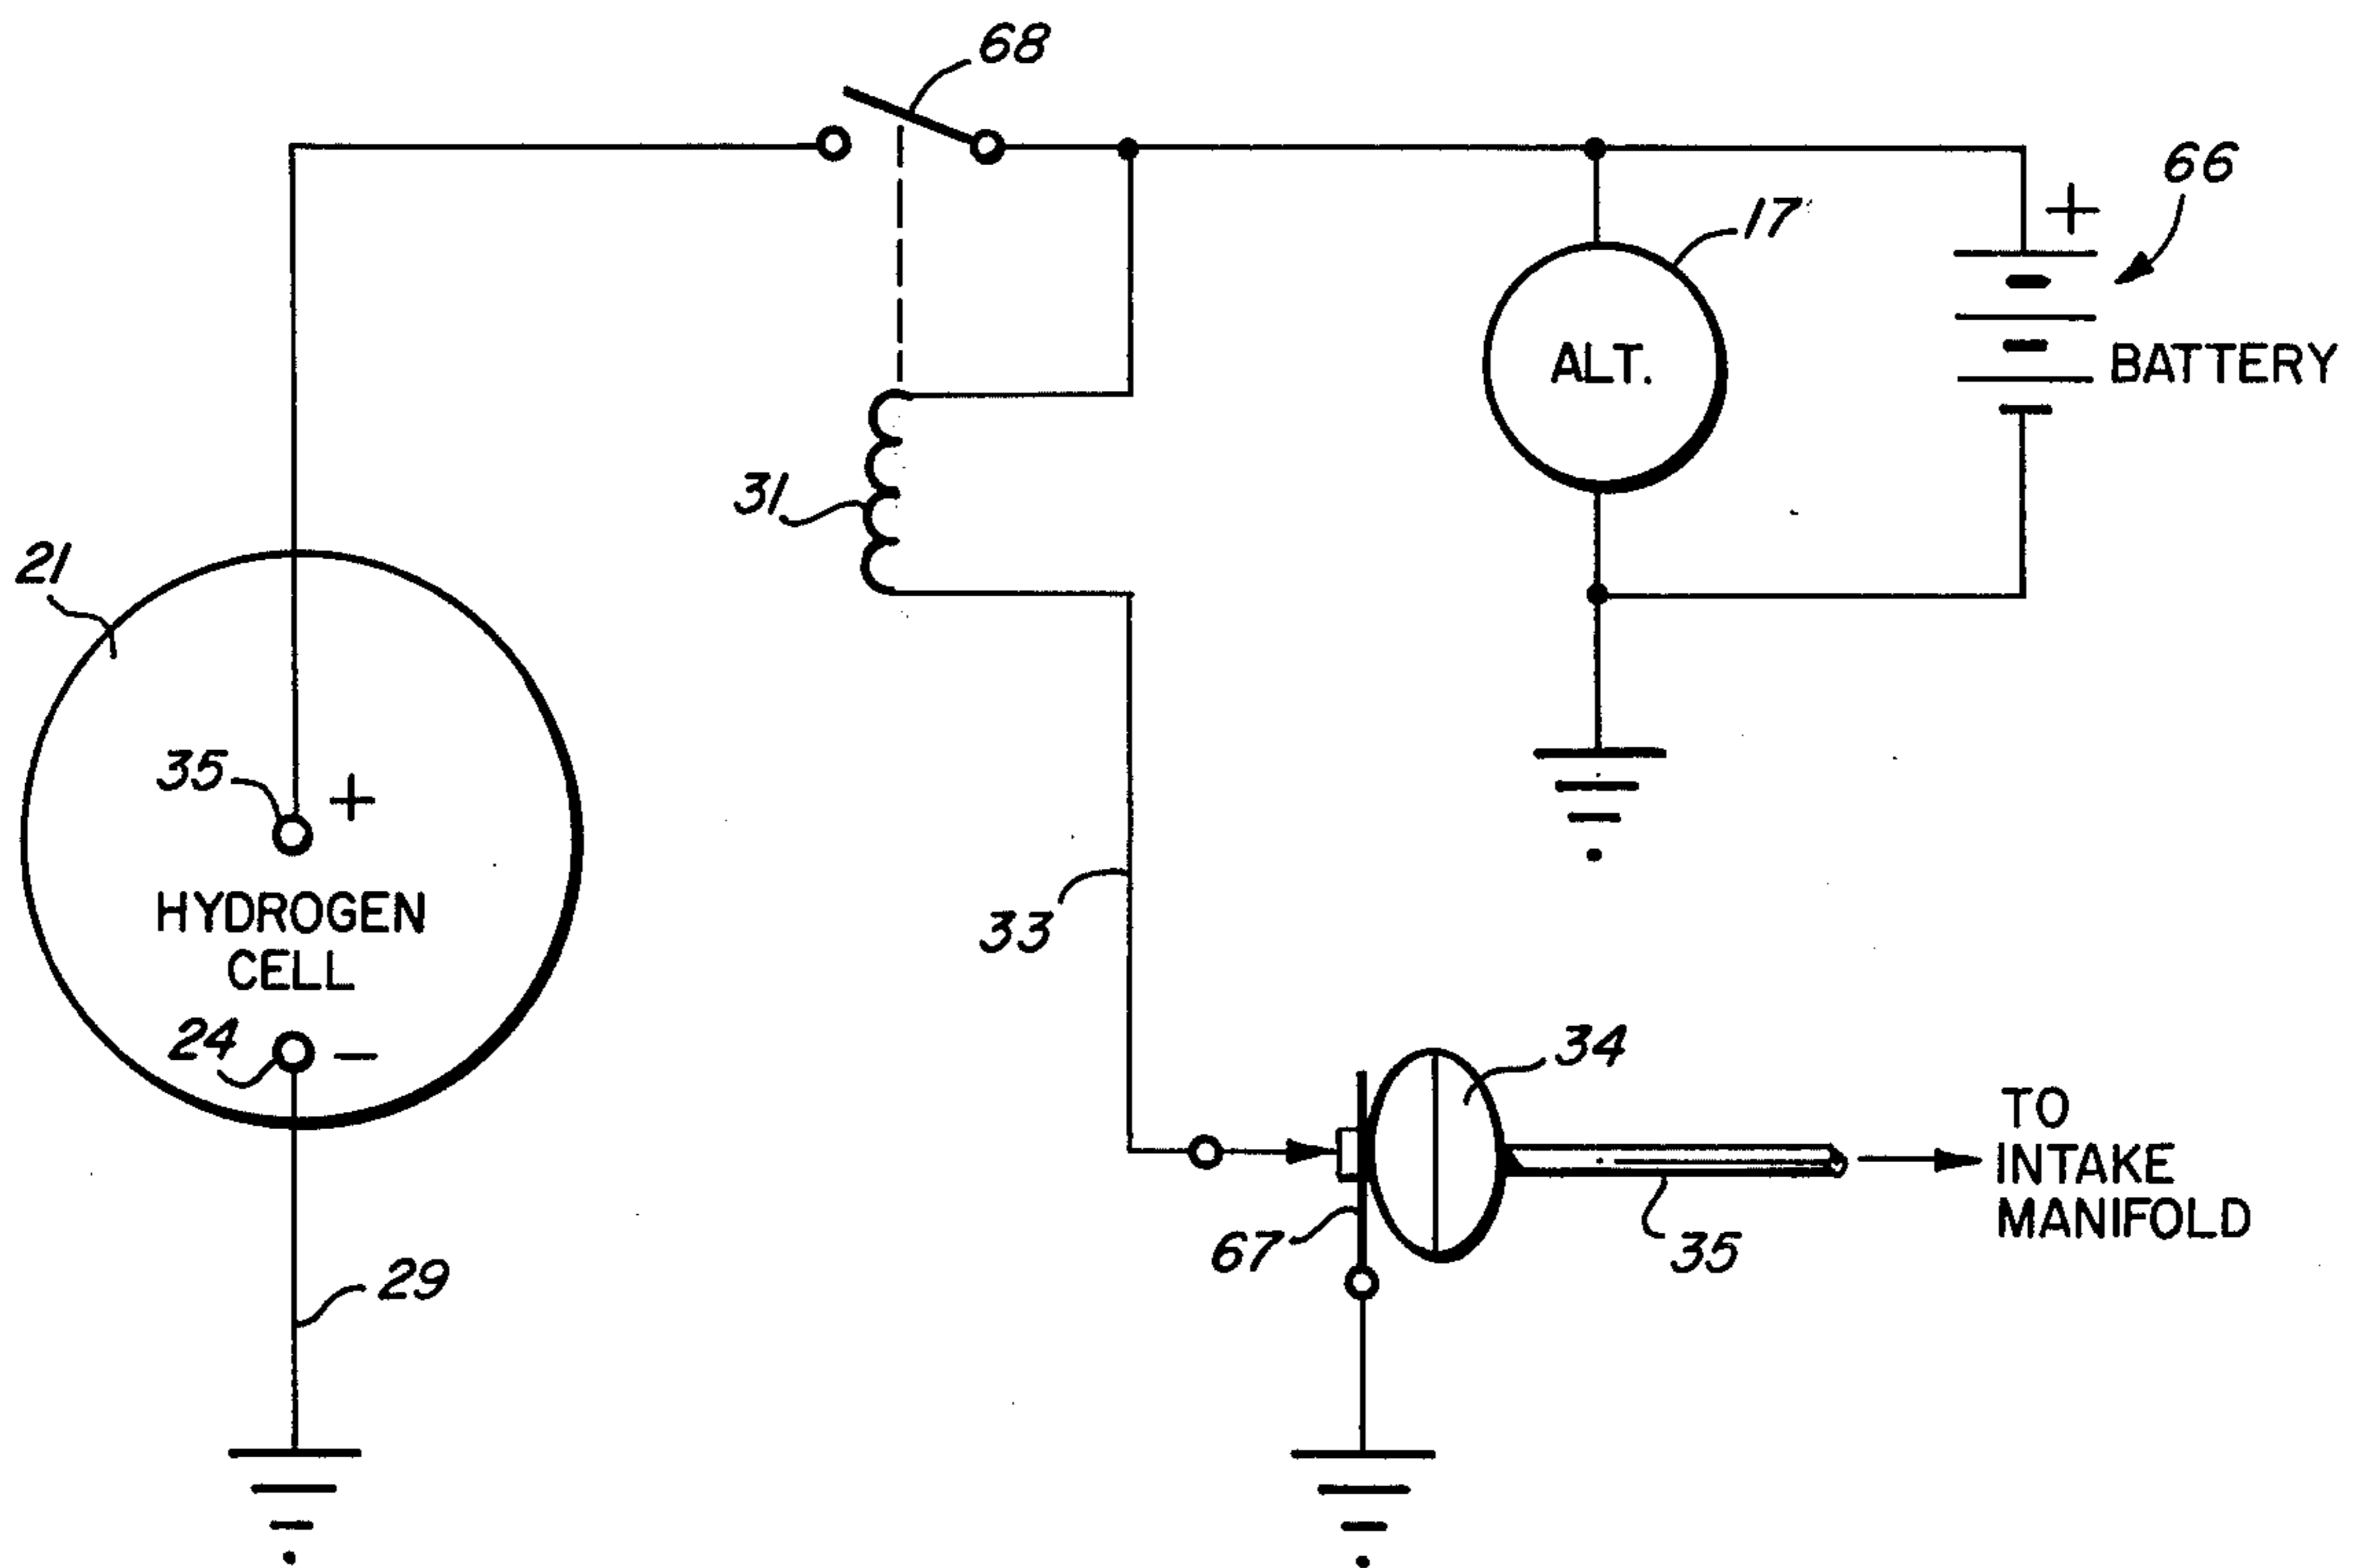 68
66
+
17
ALT.
BATTERY
31
21
35
+
HYDROGEN
CELL
33
24
−
34
TO
INTAKE
MANIFOLD
67
35
29